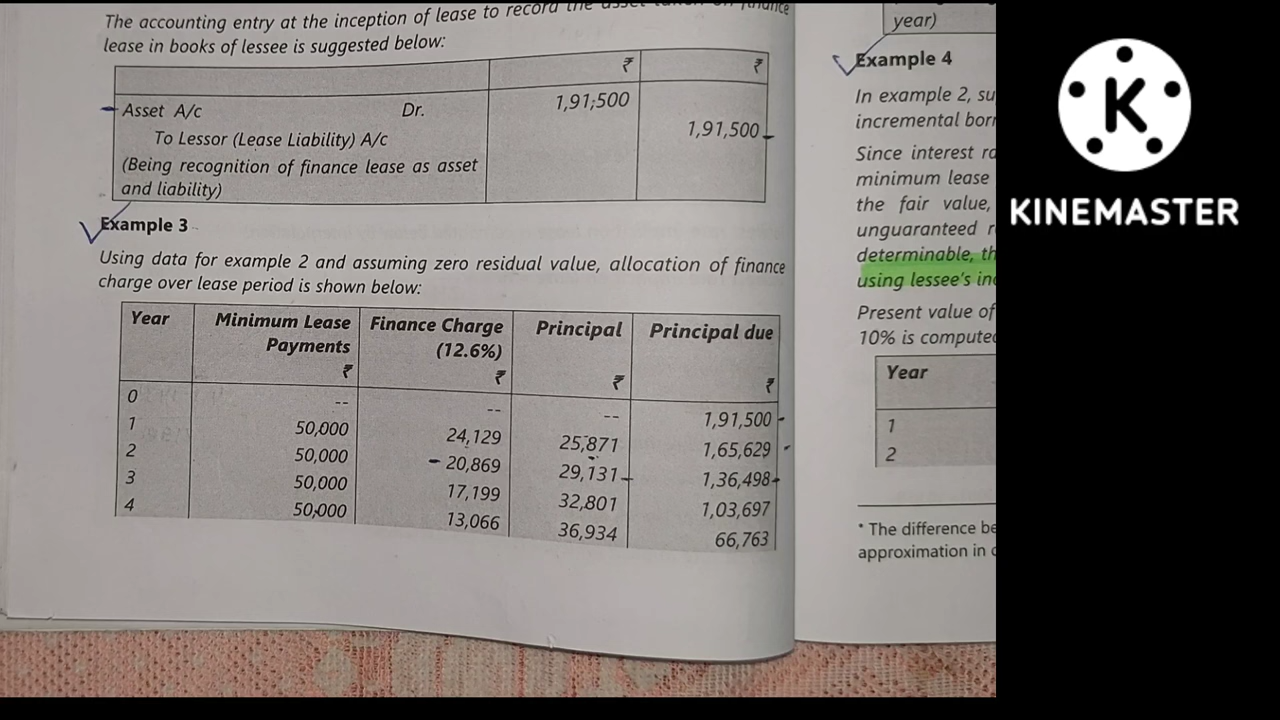 The accounting entry at the inception of lease to record the asset taken on finance
lease in books of lessee is suggested below:
₹ ₹
Asset A/c Dr. 1,91,500
To Lessor (Lease Liability) A/c 1,91,500
(Being recognition of finance lease as asset
and liability)
Example 3
Using data for example 2 and assuming zero residual value, allocation of finance
charge over lease period is shown below:
Year Minimum Lease Payments ₹ Finance Charge (12.6%) ₹ Principal ₹ Principal due ₹
0 -- -- -- 1,91,500
1 50,000 24,129 25,871 1,65,629
2 50,000 20,869 29,131 1,36,498
3 50,000 17,199 32,801 1,03,697
4 50,000 13,066 36,934 66,763
year)
Example 4
In example 2, su
incremental borr
Since interest ra
minimum lease
the fair value,
unguaranteed r
determinable, th
using lessee's inc
Present value of
10% is computed
Year
1
2
* The difference be
approximation in c
K
KINEMASTER